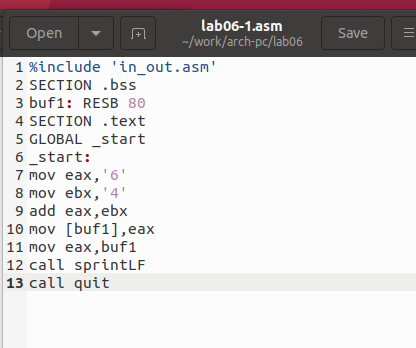 Open
lab06-1.asm
~/work/arch-pc/lab06
Save
1 %include 'in_out.asm'
2 SECTION .bss
3 buf1: RESB 80
4 SECTION .text
5 GLOBAL _start
6 _start:
7 mov eax,'6'
8 mov ebx,'4'
9 add eax,ebx
10 mov [buf1],eax
11 mov eax,buf1
12 call sprintLF
13 call quit